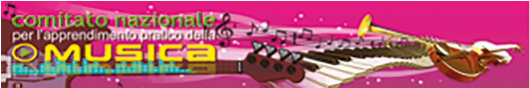 comitato nazionale
per l'apprendimento pratico della
MUSICA